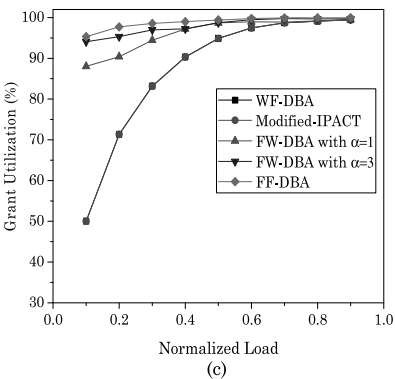 100
90
80
70
60
50
40
30
Grant Utilization (%)
WF-DBA
Modified-IPACT
FW-DBA with α=1
FW-DBA with α=3
FF-DBA
0.0 0.2 0.4 0.6 0.8 1.0
Normalized Load
(c)